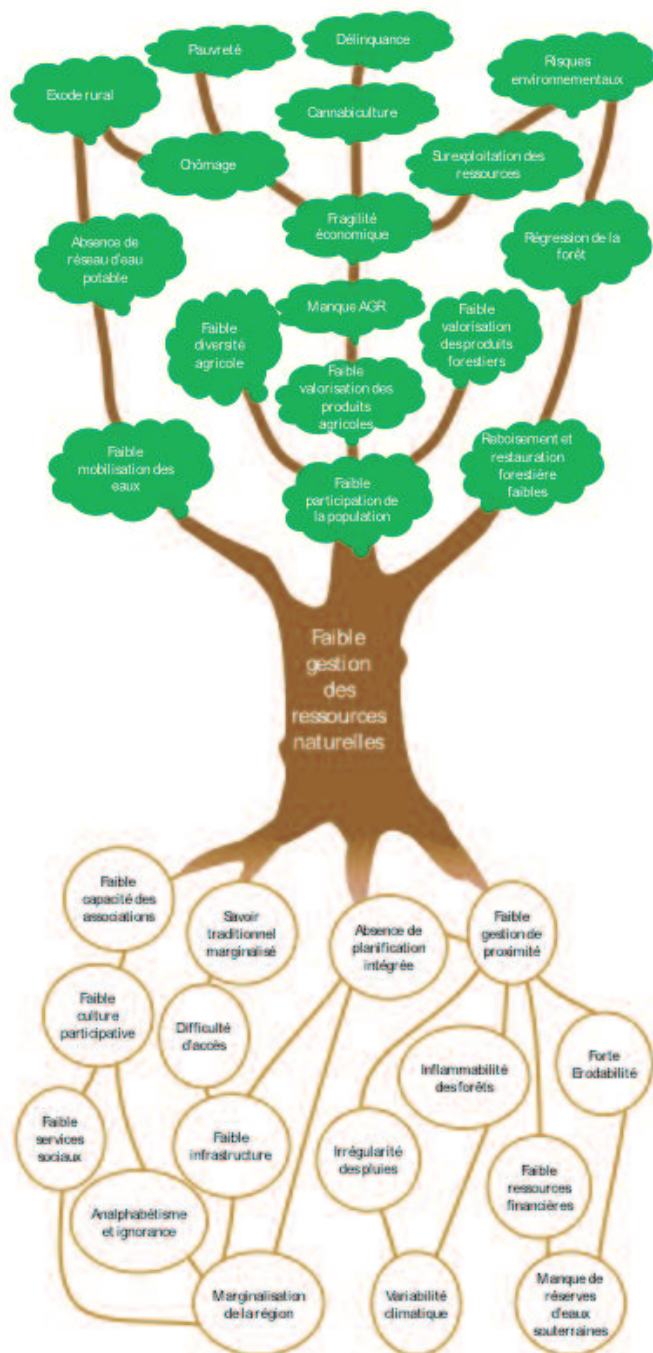 Délinquance
Pauvreté
Risques
environnementaux
Exode rural
Cannabiculture
Chômage
Surexploitation des
ressources
Fragilité
économique
Absence de
réseau d'eau
potable
Régression de la
forêt
Manque AGR
Faible
diversité
agricole
Faible
valorisation
des produits
forestiers
Faible
valorisation des
produits
agricoles
Faible
mobilisation des
eaux
Reboisement et
restauration
forestière
faibles
Faible
participation de
la population
Faible
gestion
des
ressources
naturelles
Faible
capacité des
associations
Savoir
traditionnel
marginalisé
Absence de
planification
intégrée
Faible
gestion de
proximité
Faible
culture
participative
Difficulté
d'accès
Inflammabilité
des forêts
Forte
Erodabilité
Faible
services
sociaux
Faible
infrastructure
Irrégularité
des pluies
Faible
ressources
financières
Analphabétisme
et ignorance
Marginalisation
de la région
Variabilité
climatique
Manque de
réserves
d'eaux
souterraines